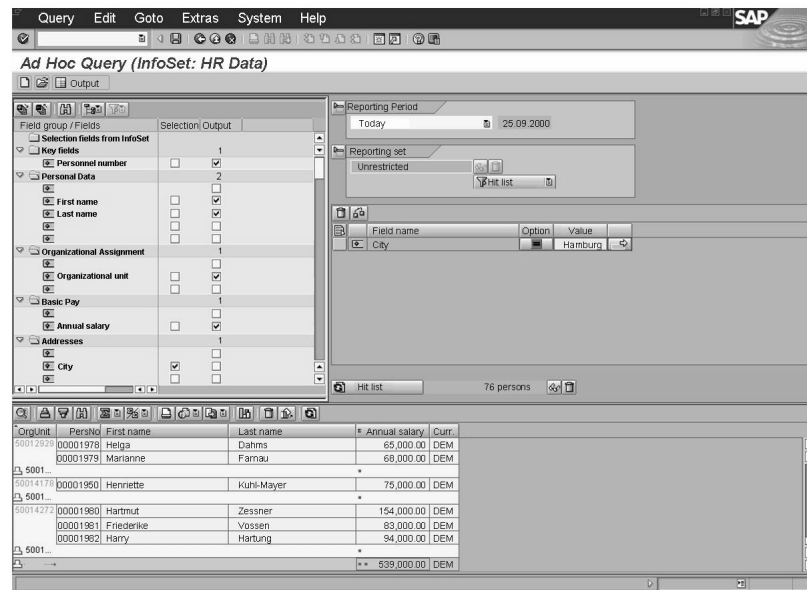 Query Edit Goto Extras System Help
SAP
Ad Hoc Query (InfoSet: HR Data)
Output
Field group / Fields Selection Output
Selection fields from InfoSet
Key fields 1
Personnel number
Personal Data 2
First name
Last name
Organizational Assignment 1
Organizational unit
Basic Pay 1
Annual salary
Addresses 1
City
Reporting Period
Today 25.09.2000
Reporting set
Unrestricted
Hit list
Field name Option Value
City Hamburg
Hit list 76 persons
OrgUnit PersNo First name Last name Annual salary Curr.
50012929 00001978 Helga Dahms 65,000.00 DEM
00001979 Marianne Farnau 68,000.00 DEM
5001...
50014178 00001950 Henriette Kuhl-Mayer 75,000.00 DEM
5001...
50014272 00001980 Hartmut Zessner 154,000.00 DEM
00001981 Friederike Vossen 83,000.00 DEM
00001982 Harry Hartung 94,000.00 DEM
5001...
539,000.00 DEM